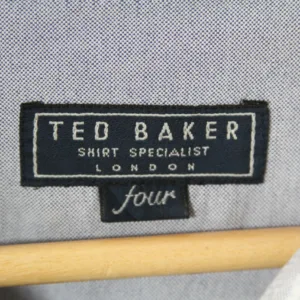 TED BAKER
SHIRT SPECIALIST
LONDON
four